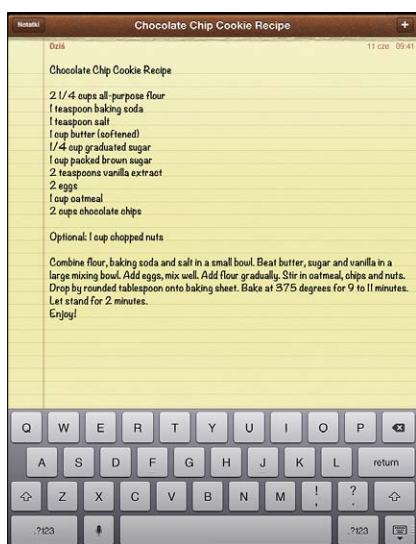 Notatki
Chocolate Chip Cookie Recipe
+
Dziś
11 cze 09:41
Chocolate Chip Cookie Recipe
2 1/4 cups all-purpose flour
1 teaspoon baking soda
1 teaspoon salt
1 cup butter (softened)
1/4 cup graduated sugar
1 cup packed brown sugar
2 teaspoons vanilla extract
2 eggs
1 cup oatmeal
2 cups chocolate chips
Optional: 1 cup chopped nuts
Combine flour, baking soda and salt in a small bowl. Beat butter, sugar and vanilla in a
large mixing bowl. Add eggs, mix well. Add flour gradually. Stir in oatmeal, chips and nuts.
Drop by rounded tablespoon onto baking sheet. Bake at 375 degrees for 9 to 11 minutes.
Let stand for 2 minutes.
Enjoy!
Q W E R T Y U I O P
A S D F G H J K L return
Z X C V B N M ! , ? .
.?123 .?123